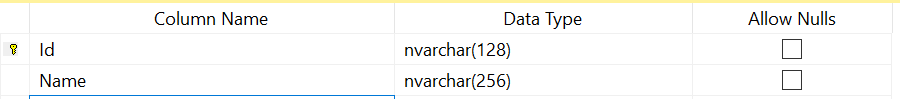 Column Name Data Type Allow Nulls
Id nvarchar(128)
Name nvarchar(256)